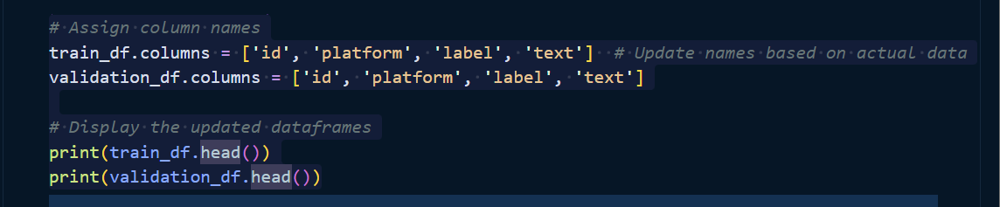 # Assign column names
train_df.columns = ['id', 'platform', 'label', 'text']  # Update names based on actual data
validation_df.columns = ['id', 'platform', 'label', 'text']
# Display the updated dataframes
print(train_df.head())
print(validation_df.head())